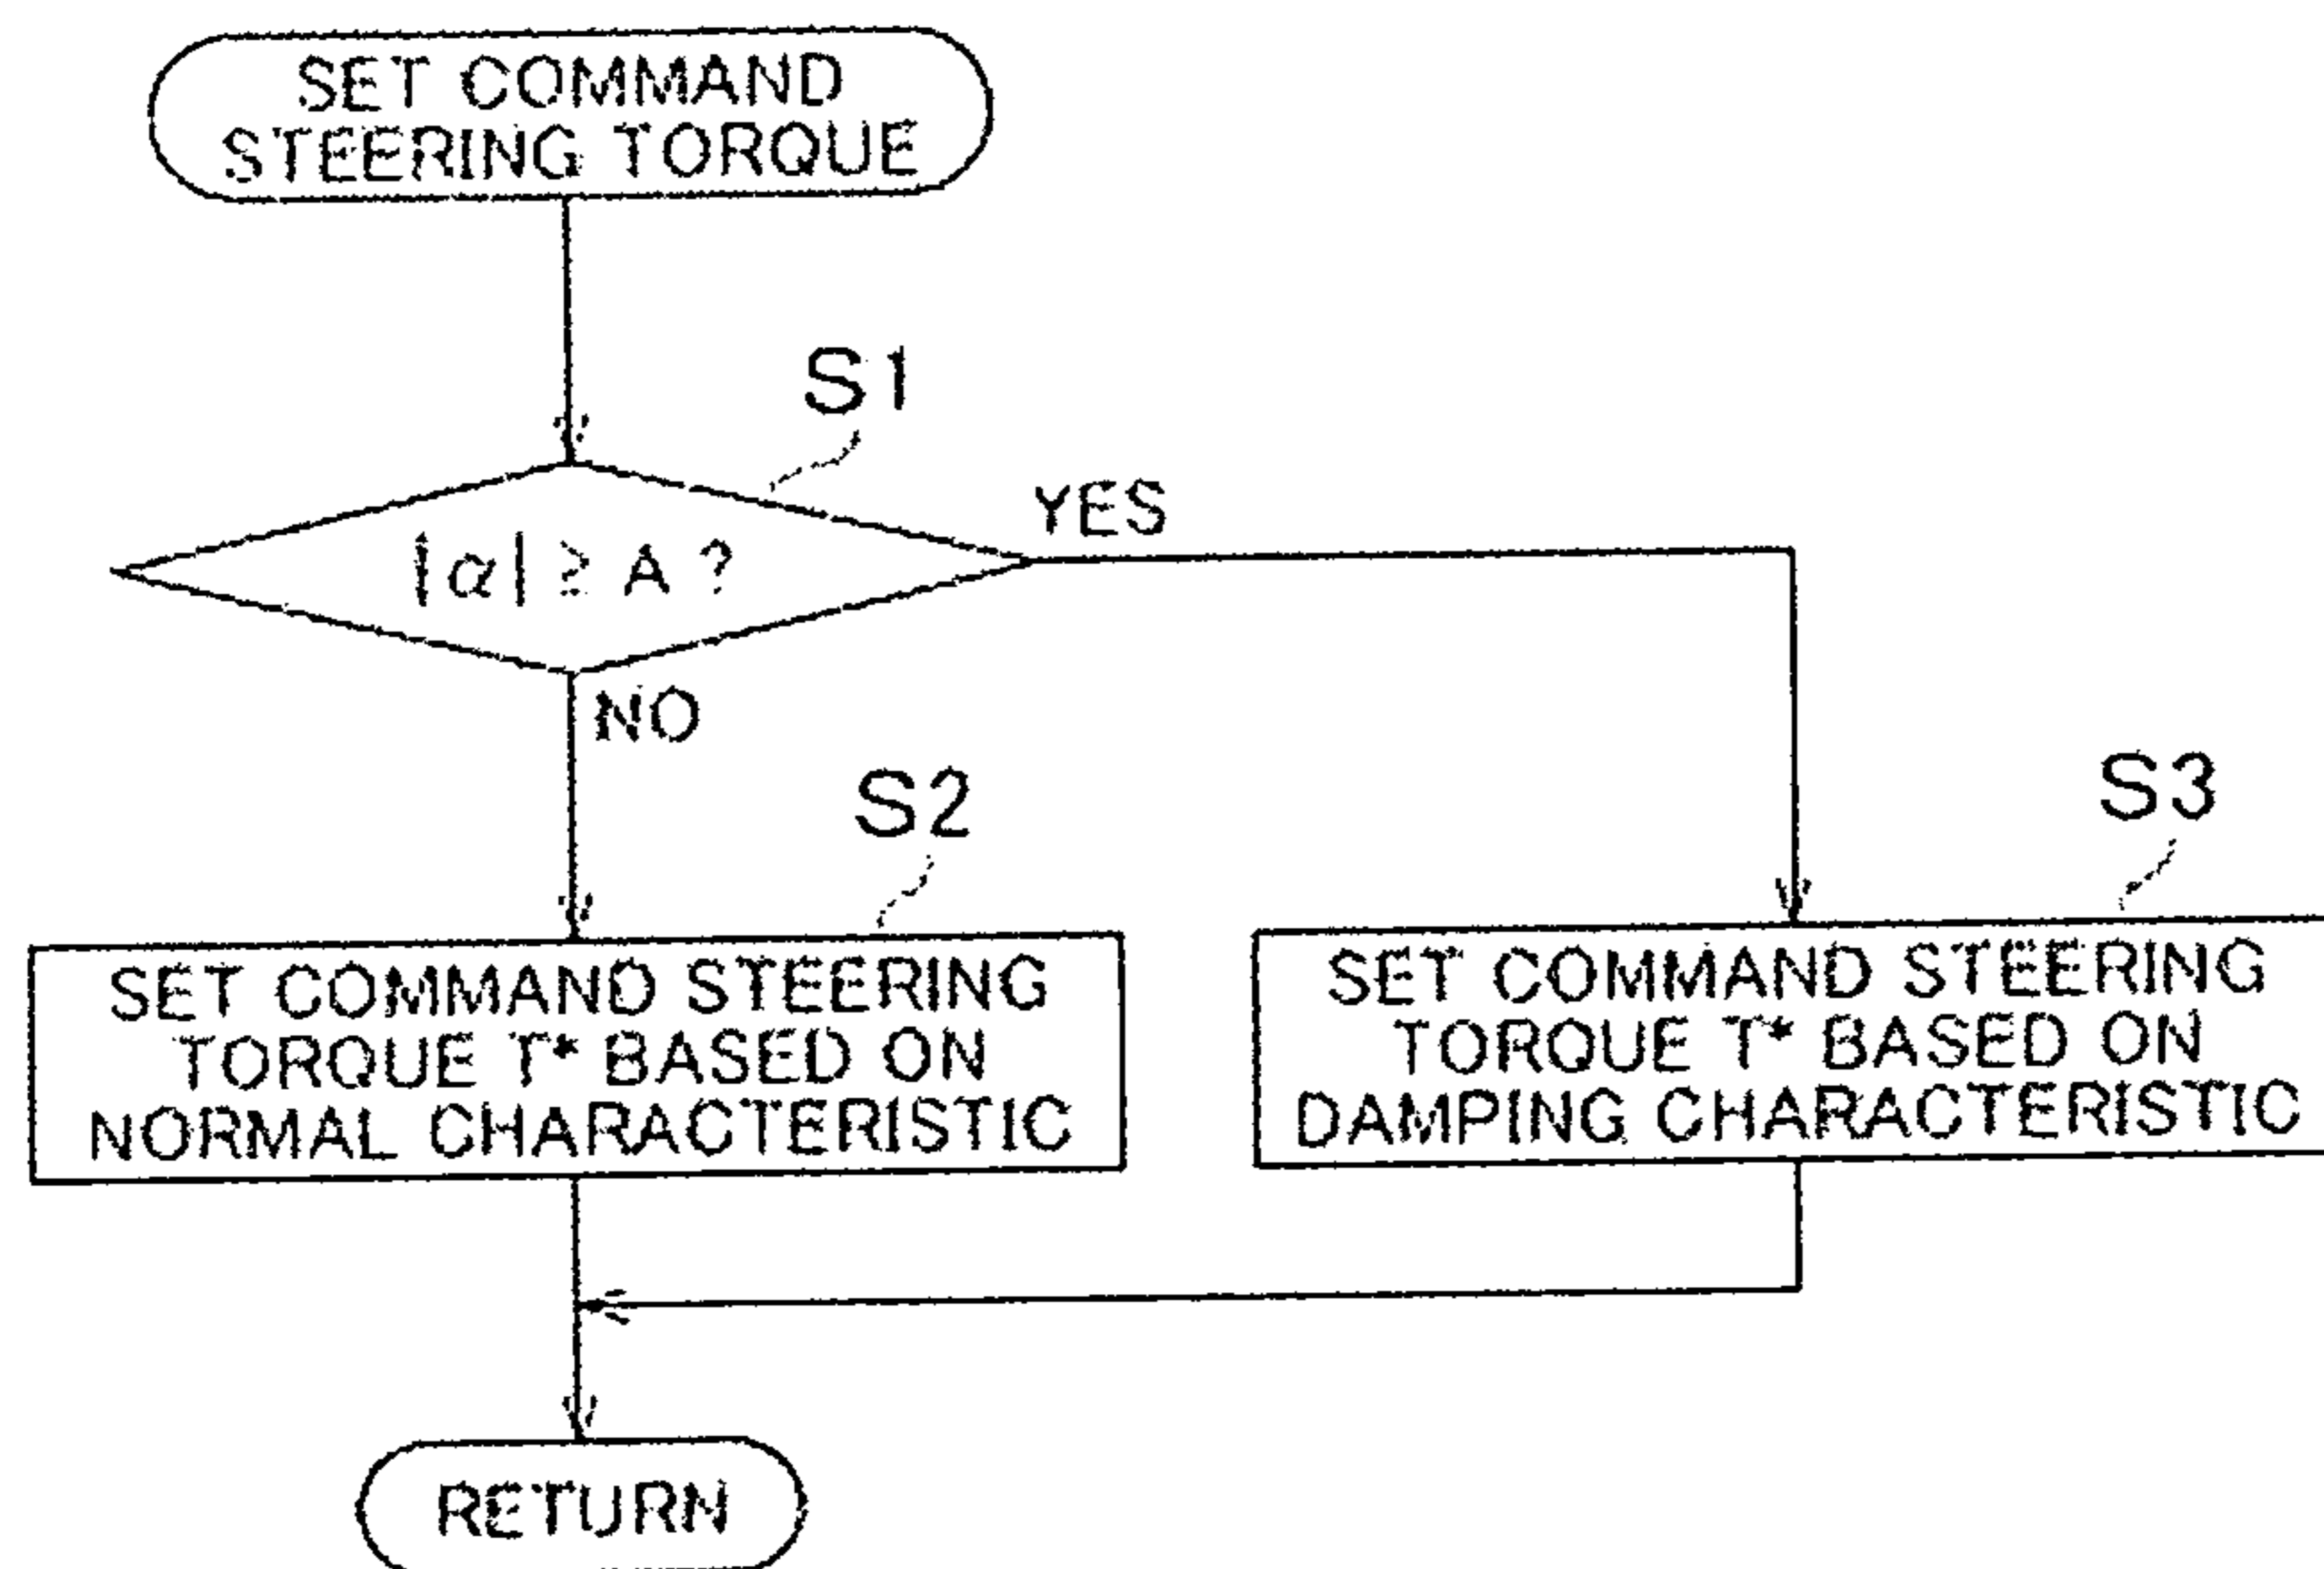 SET COMMAND
STEERING TORQUE
S1
|α| ≥ A ?
YES
NO
S2
S3
SET COMMAND STEERING
TORQUE T* BASED ON
NORMAL CHARACTERISTIC
SET COMMAND STEERING
TORQUE T* BASED ON
DAMPING CHARACTERISTIC
RETURN